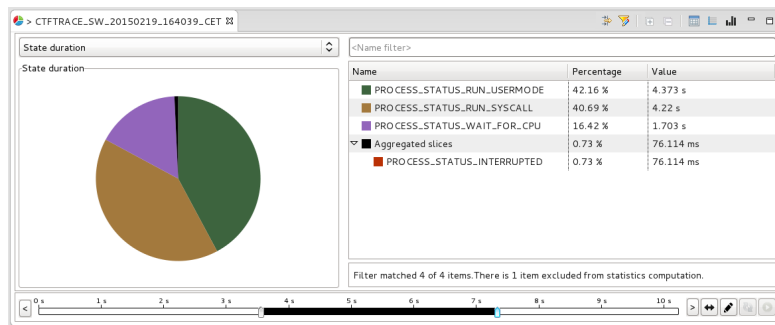 > CTFTRACE_SW_20150219_164039_CET
State duration
<Name filter>
State duration
Name Percentage Value
PROCESS_STATUS_RUN_USERMODE 42.16 % 4.373 s
PROCESS_STATUS_RUN_SYSCALL 40.69 % 4.22 s
PROCESS_STATUS_WAIT_FOR_CPU 16.42 % 1.703 s
Aggregated slices 0.73 % 76.114 ms
PROCESS_STATUS_INTERRUPTED 0.73 % 76.114 ms
Filter matched 4 of 4 items.There is 1 item excluded from statistics computation.
< 0 s 1 s 2 s 3 s 4 s 5 s 6 s 7 s 8 s 9 s 10 s >